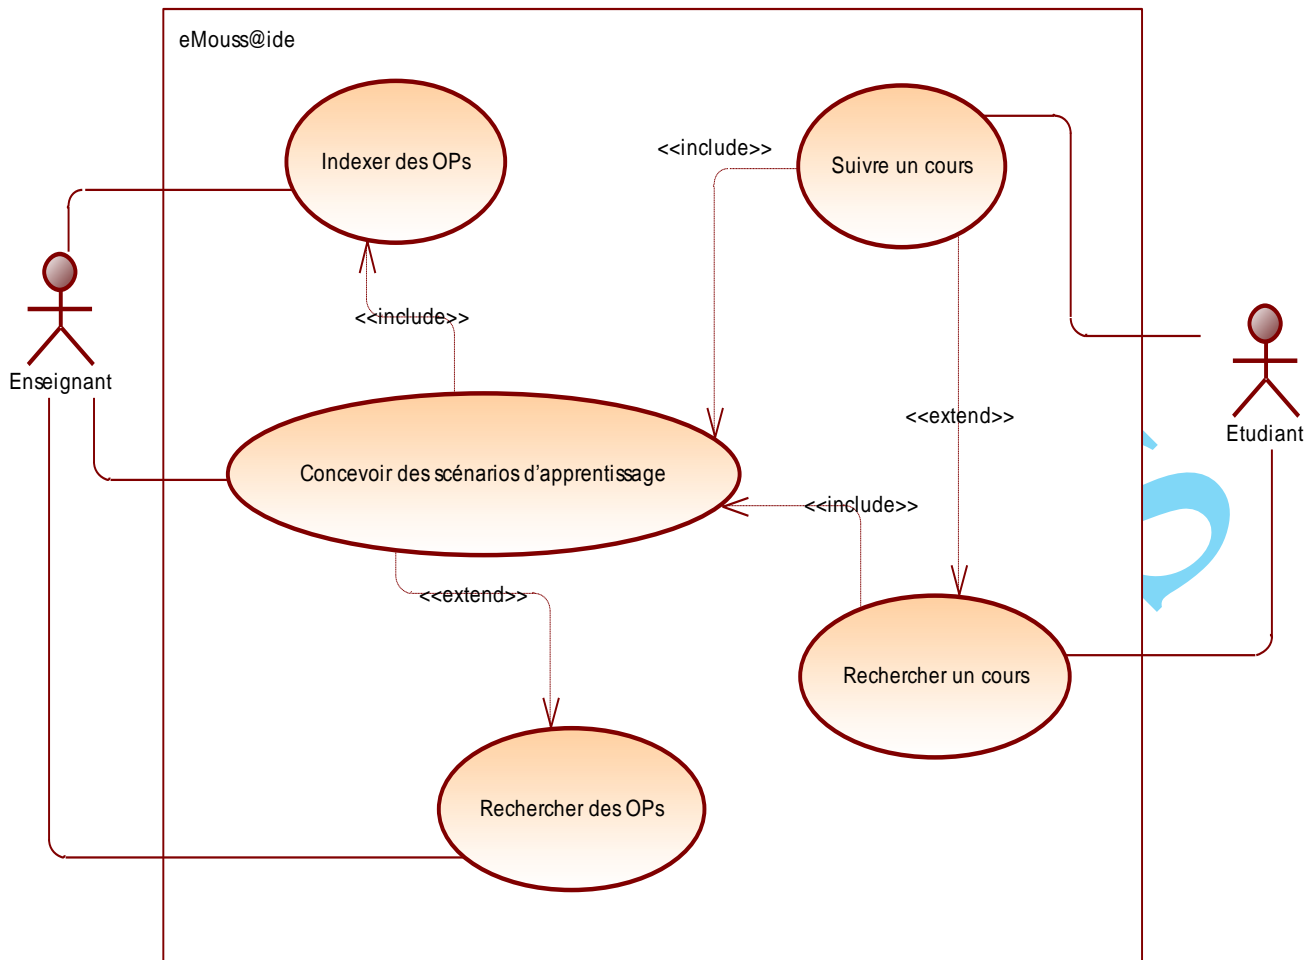 eMouss@ide
Indexer des OPs
<<include>>
Suivre un cours
<<include>>
Enseignant
<<extend>>
Etudiant
Concevoir des scénarios d'apprentissage
<<include>>
<<extend>>
Rechercher un cours
Rechercher des OPs